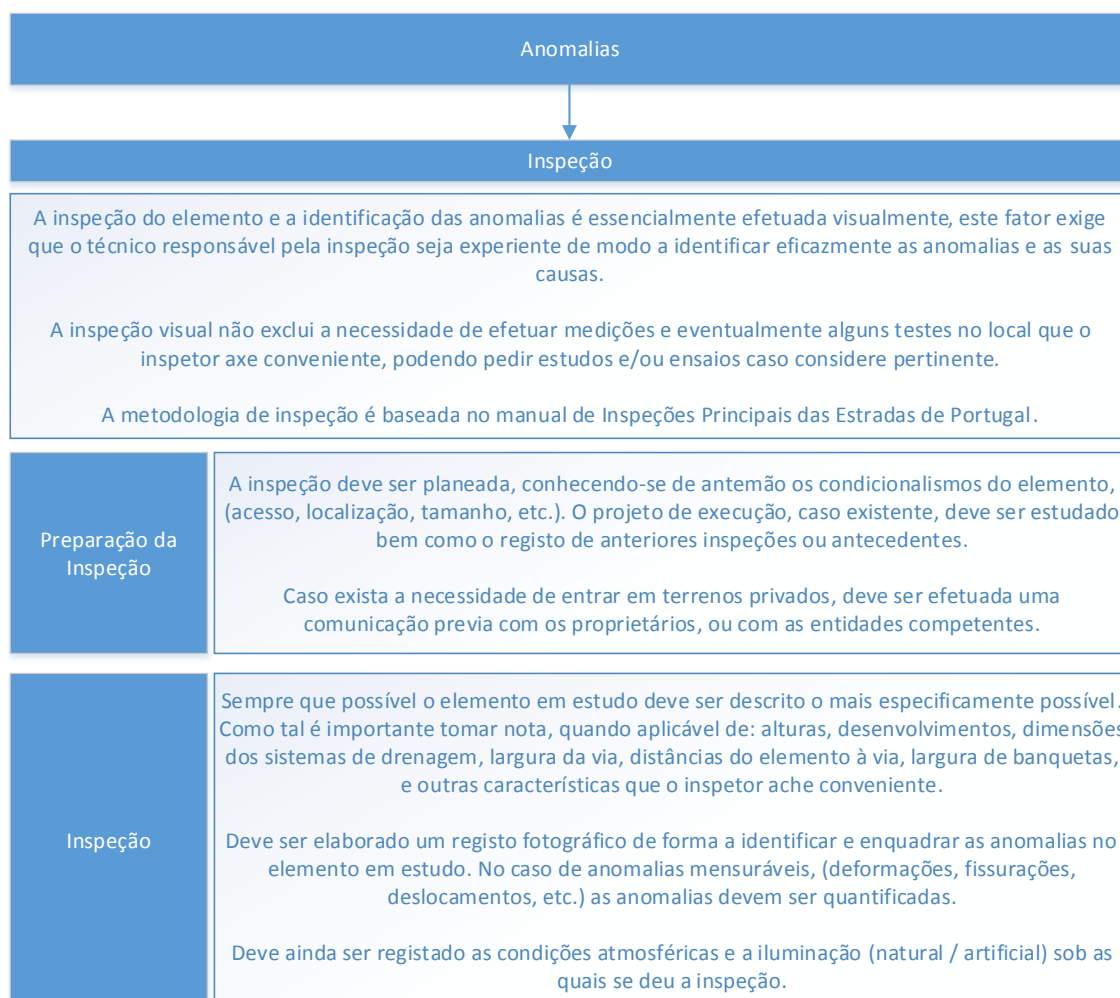 Anomalias
Inspeção
A inspeção do elemento e a identificação das anomalias é essencialmente efetuada visualmente, este fator exige
que o técnico responsável pela inspeção seja experiente de modo a identificar eficazmente as anomalias e as suas
causas.
A inspeção visual não exclui a necessidade de efetuar medições e eventualmente alguns testes no local que o
inspetor axe conveniente, podendo pedir estudos e/ou ensaios caso considere pertinente.
A metodologia de inspeção é baseada no manual de Inspeções Principais das Estradas de Portugal.
Preparação da
Inspeção
A inspeção deve ser planeada, conhecendo-se de antemão os condicionalismos do elemento,
(acesso, localização, tamanho, etc.). O projeto de execução, caso existente, deve ser estudado
bem como o registo de anteriores inspeções ou antecedentes.
Caso exista a necessidade de entrar em terrenos privados, deve ser efetuada uma
comunicação previa com os proprietários, ou com as entidades competentes.
Inspeção
Sempre que possível o elemento em estudo deve ser descrito o mais especificamente possível.
Como tal é importante tomar nota, quando aplicável de: alturas, desenvolvimentos, dimensões
dos sistemas de drenagem, largura da via, distâncias do elemento à via, largura de banquetas,
e outras características que o inspetor ache conveniente.
Deve ser elaborado um registo fotográfico de forma a identificar e enquadrar as anomalias no
elemento em estudo. No caso de anomalias mensuráveis, (deformações, fissurações,
deslocamentos, etc.) as anomalias devem ser quantificadas.
Deve ainda ser registado as condições atmosféricas e a iluminação (natural / artificial) sob as
quais se deu a inspeção.